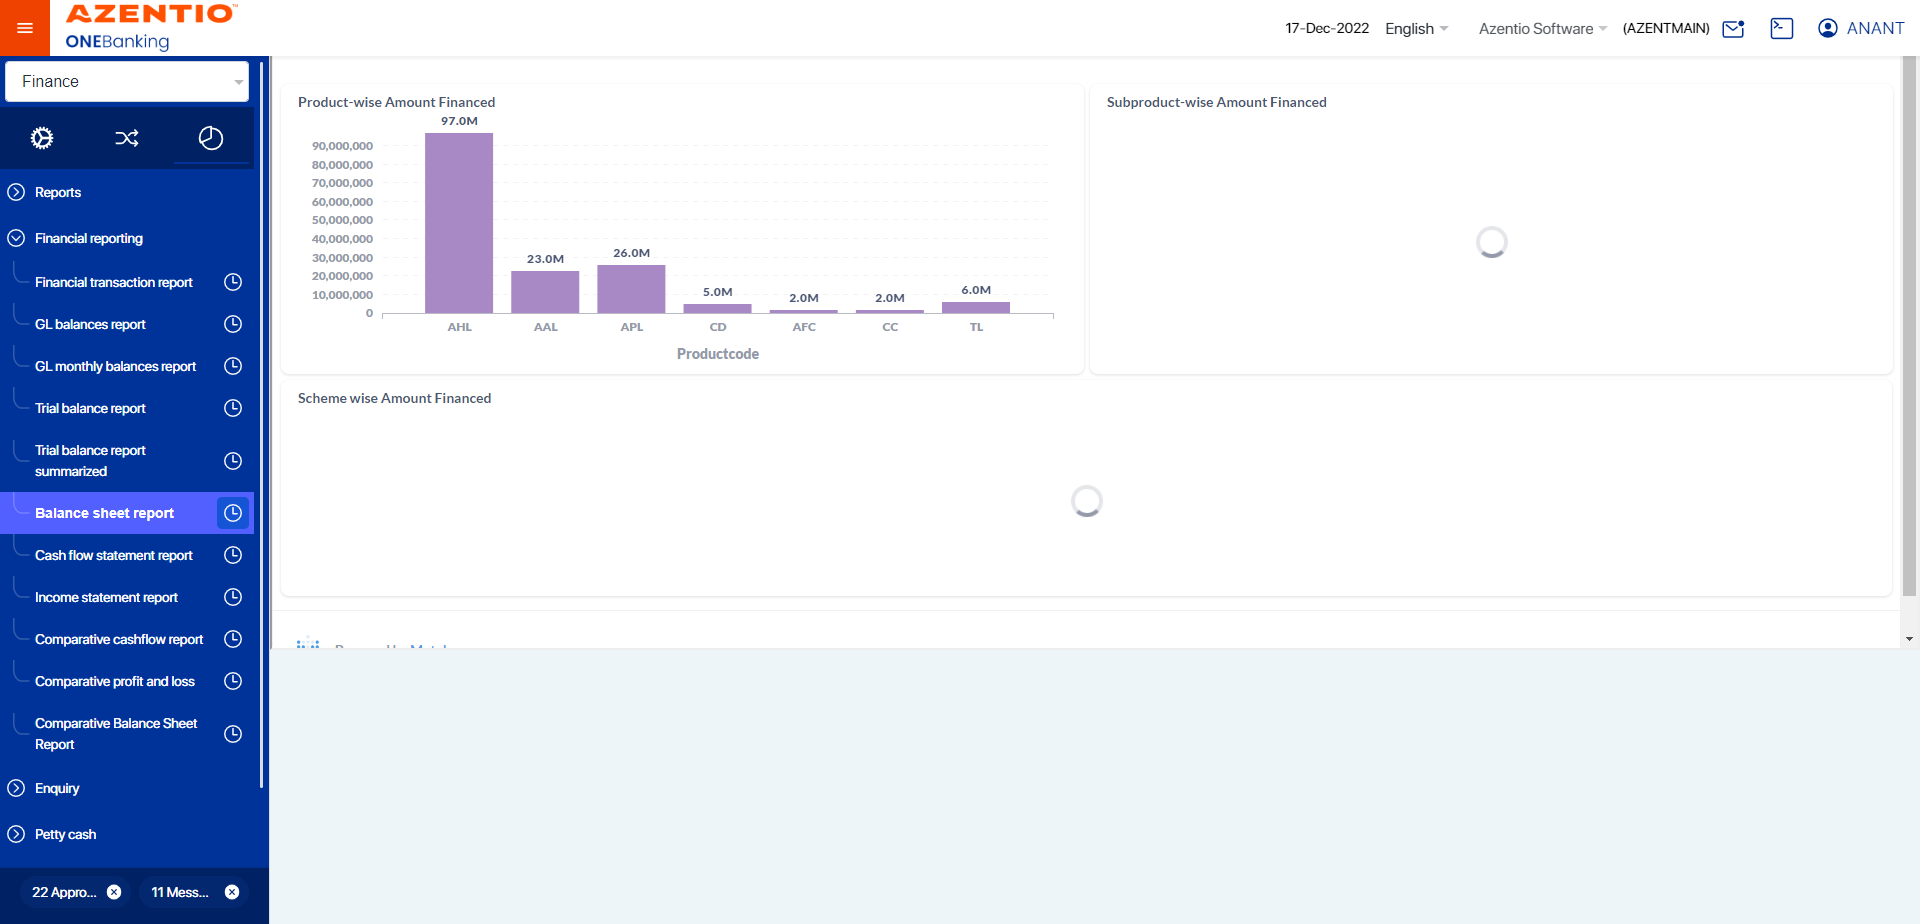 AZENTIO
ONEBanking
17-Dec-2022
English
Azentio Software
(AZENTMAIN)
ANANT
Finance
Reports
Financial reporting
Financial transaction report
GL balances report
GL monthly balances report
Trial balance report
Trial balance report
summarized
Balance sheet report
Cash flow statement report
Income statement report
Comparative cashflow report
Comparative profit and loss
Comparative Balance Sheet
Report
Enquiry
Petty cash
22 Appro...
11 Mess...
Product-wise Amount Financed
97.0M
90,000,000
80,000,000
70,000,000
60,000,000
50,000,000
40,000,000
30,000,000
20,000,000
10,000,000
0
23.0M
26.0M
5.0M
2.0M
2.0M
6.0M
AHL
AAL
APL
CD
AFC
CC
TL
Productcode
Subproduct-wise Amount Financed
Scheme wise Amount Financed